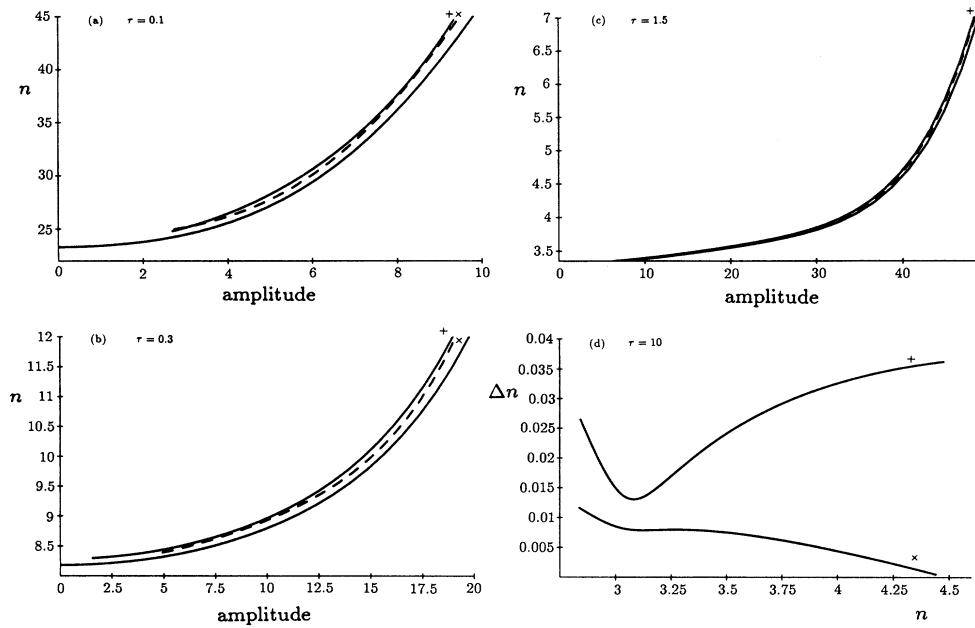 (a) τ = 0.1
45
+ ×
n
35
30
25
0 2 4 6 8 10
amplitude
(c) τ = 1.5
7
+
6.5
6
n
5.5
5
4.5
4
3.5
0 10 20 30 40
amplitude
(b) τ = 0.3
12
+
×
11.5
11
n
10.5
10
9.5
9
8.5
0 2.5 5 7.5 10 12.5 15 17.5 20
amplitude
(d) τ = 10
0.04
+
0.035
Δn
0.03
0.025
0.02
0.015
0.01
0.005
×
3 3.25 3.5 3.75 4 4.25 4.5
n
40